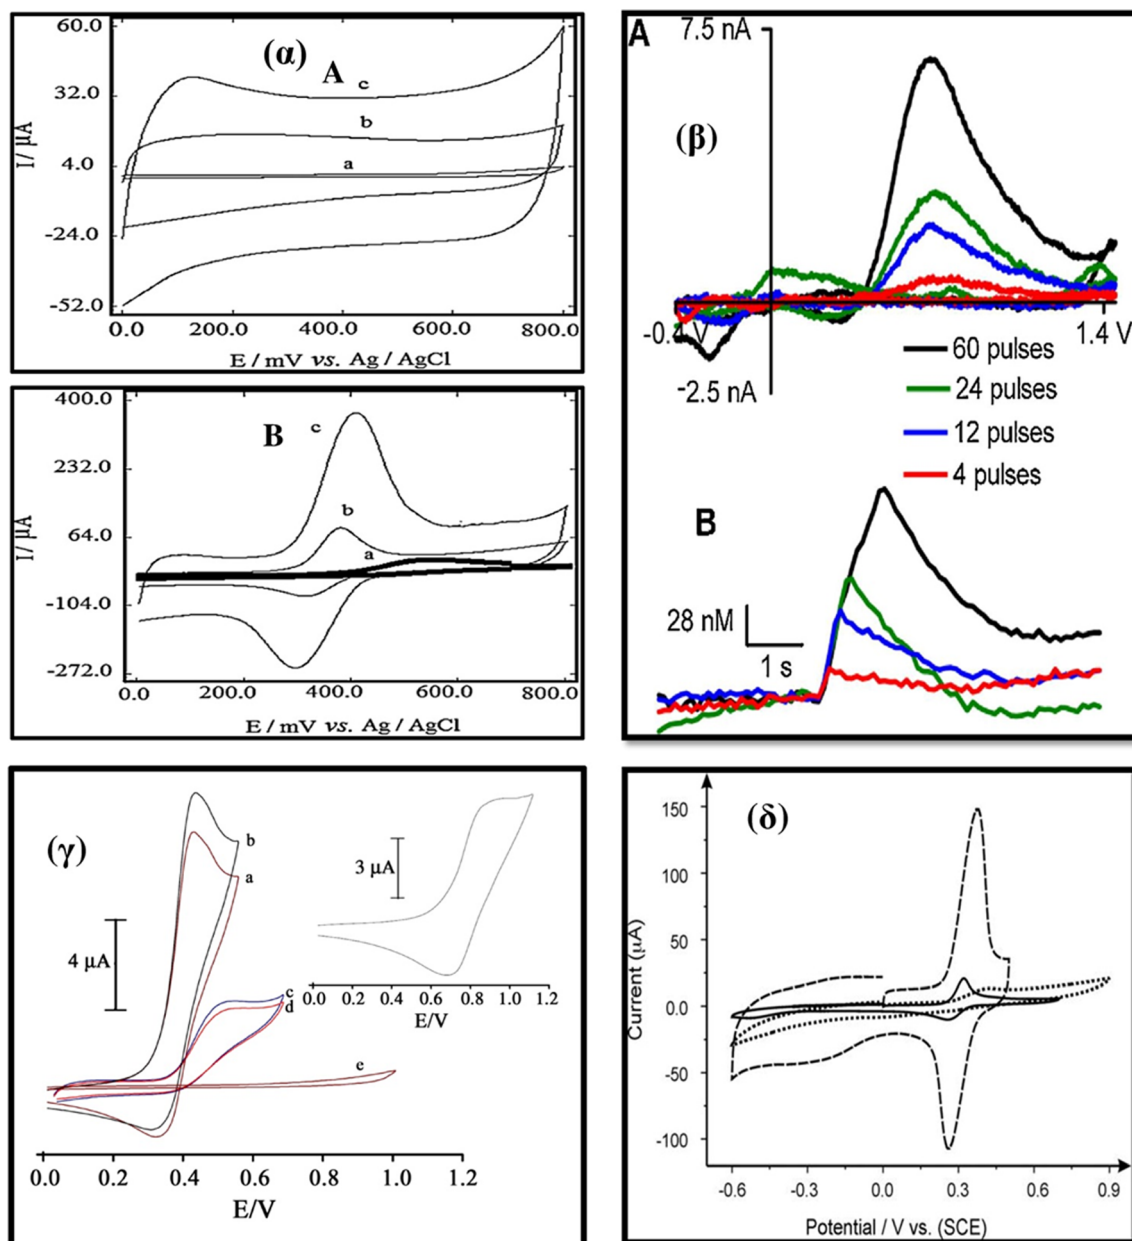 (α)
A
60.0
32.0
4.0
-24.0
-52.0
I / µA
c
b
a
0.0
400.0
600.0
800.0
E / mV vs. Ag / AgCl
B
400.0
232.0
64.0
-104.0
-272.0
I / µA
c
b
a
0.0
200.0
400.0
600.0
800.0
E / mV vs. Ag / AgCl
A
7.5 nA
(β)
-0.4 V
1.4 V
-2.5 nA
60 pulses
24 pulses
12 pulses
4 pulses
B
28 nM
1 s
(γ)
b
a
4 µA
c
d
e
3 µA
0.0 0.2 0.4 0.6 0.8 1.0 1.2
E/V
0.0 0.2 0.4 0.6 0.8 1.0 1.2
E/V
(δ)
150
100
50
0.0
-50
-100
Current (µA)
-0.6 -0.3 0.0 0.3 0.6 0.9
Potential / V vs. (SCE)